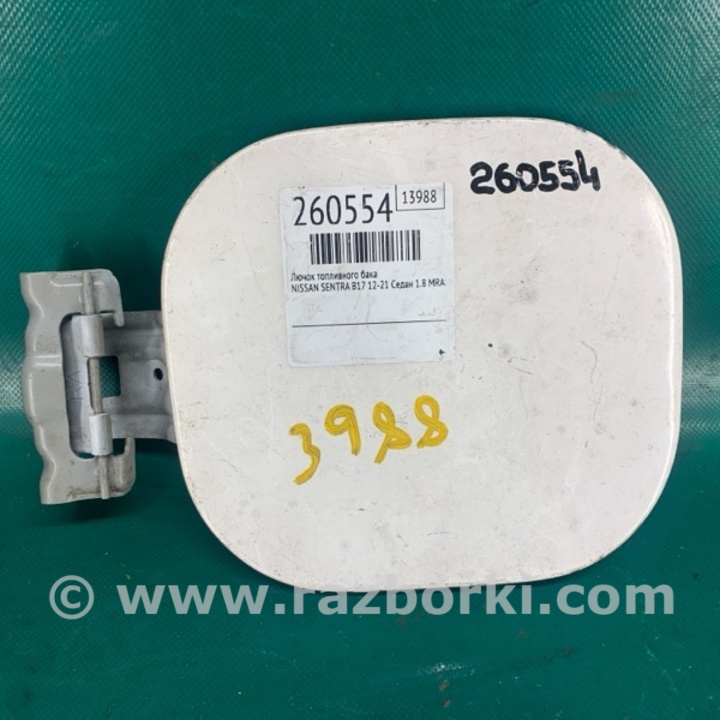 260554
260554 13988
Лючок топливного бака
NISSAN SENTRA B17 12-21 Седан 1.8 MRA
3988
© www.razborki.com